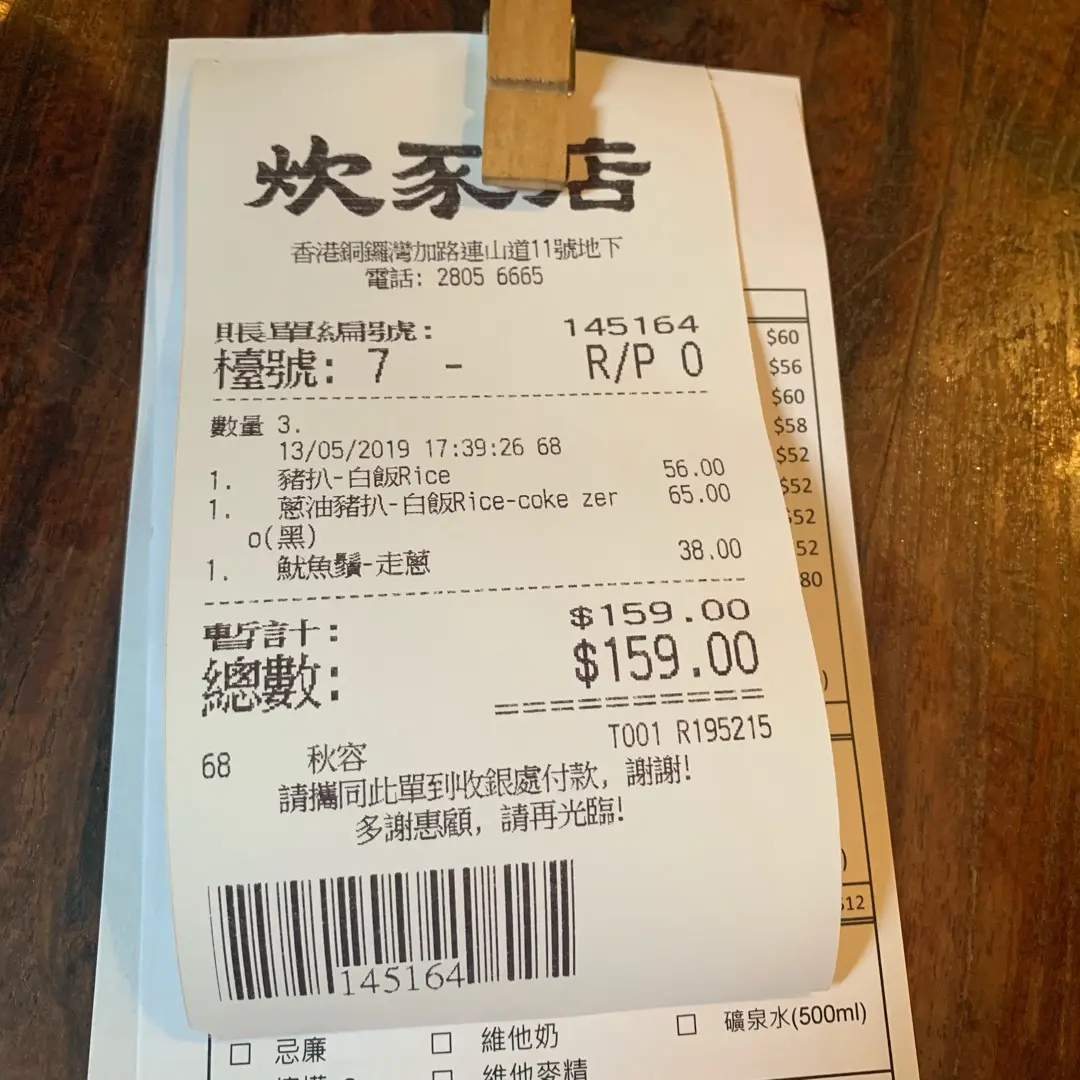 炊家店
香港銅鑼灣加路連山道11號地下
電話: 2805 6665
賬單編號: 145164
檯號: 7 - R/P 0
數量 3.
13/05/2019 17:39:26 68
1. 豬扒-白飯Rice 56.00
1. 蔥油豬扒-白飯Rice-coke zer 65.00
o(黑)
1. 魷魚鬚-走蔥 38.00
暫計: $159.00
總數: $159.00
T001 R195215
68 秋容
請攜同此單到收銀處付款, 謝謝!
多謝惠顧, 請再光臨!
145164
$60
$56
$60
$58
$52
$52
$52
52
80
)
)
$12
□ 忌廉 □ 維他奶 □ 礦泉水(500ml)
□ 維他麥精